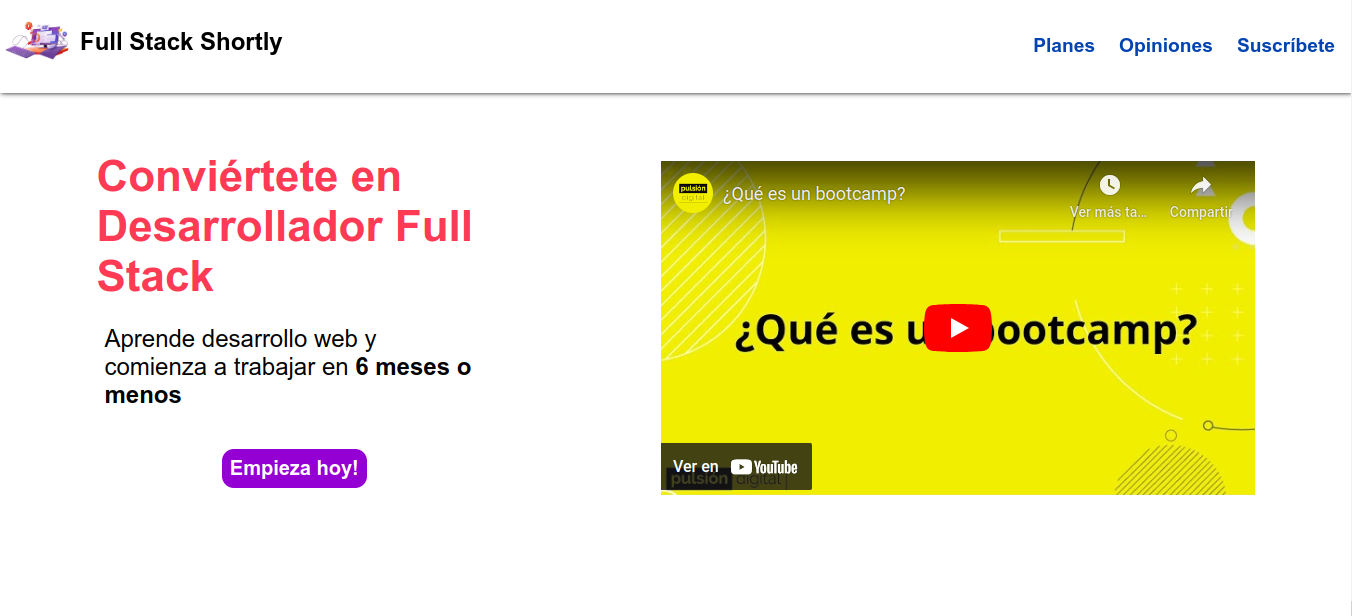 Full Stack Shortly
Planes Opiniones Suscríbete
Conviértete en
Desarrollador Full
Stack
Aprende desarrollo web y
comienza a trabajar en 6 meses o
menos
Empieza hoy!
pulsión
digital
¿Qué es un bootcamp?
Ver más ta...
Compartir
¿Qué es un bootcamp?
Ver en YouTube
pulsión digital